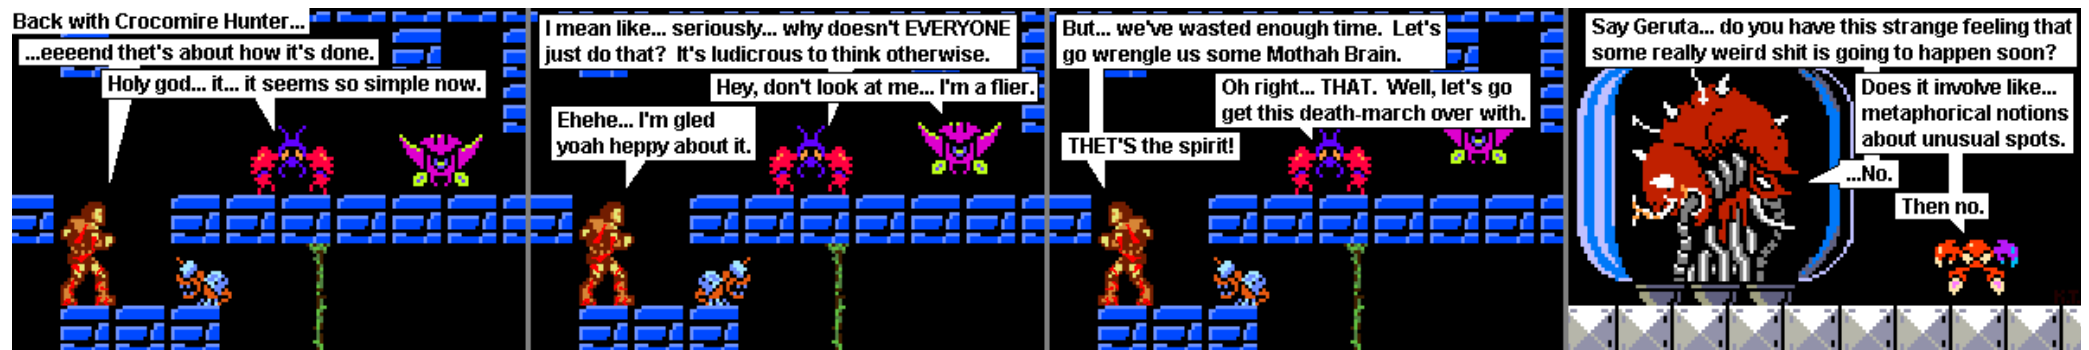 Back with Crocomire Hunter...
...eeeend thet's about how it's done.
Holy god... it... it seems so simple now.
I mean like... seriously... why doesn't EVERYONE
just do that?  It's ludicrous to think otherwise.
Hey, don't look at me... I'm a flier.
Ehehe... I'm gled
yoah heppy about it.
But... we've wasted enough time.  Let's
go wrengle us some Mothah Brain.
Oh right... THAT.  Well, let's go
get this death-march over with.
THET'S the spirit!
Say Geruta... do you have this strange feeling that
some really weird shit is going to happen soon?
Does it involve like...
metaphorical notions
about unusual spots.
...No.
Then no.